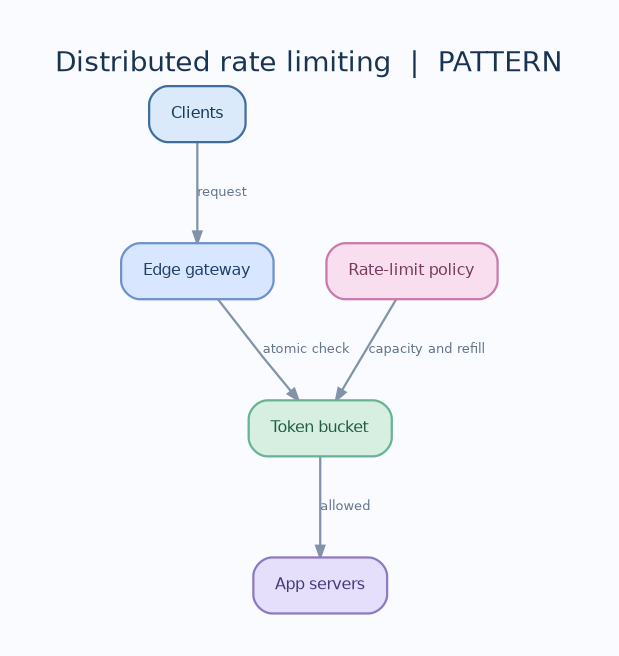 Distributed rate limiting | PATTERN
Clients
request
Edge gateway
Rate-limit policy
atomic check
capacity and refill
Token bucket
allowed
App servers